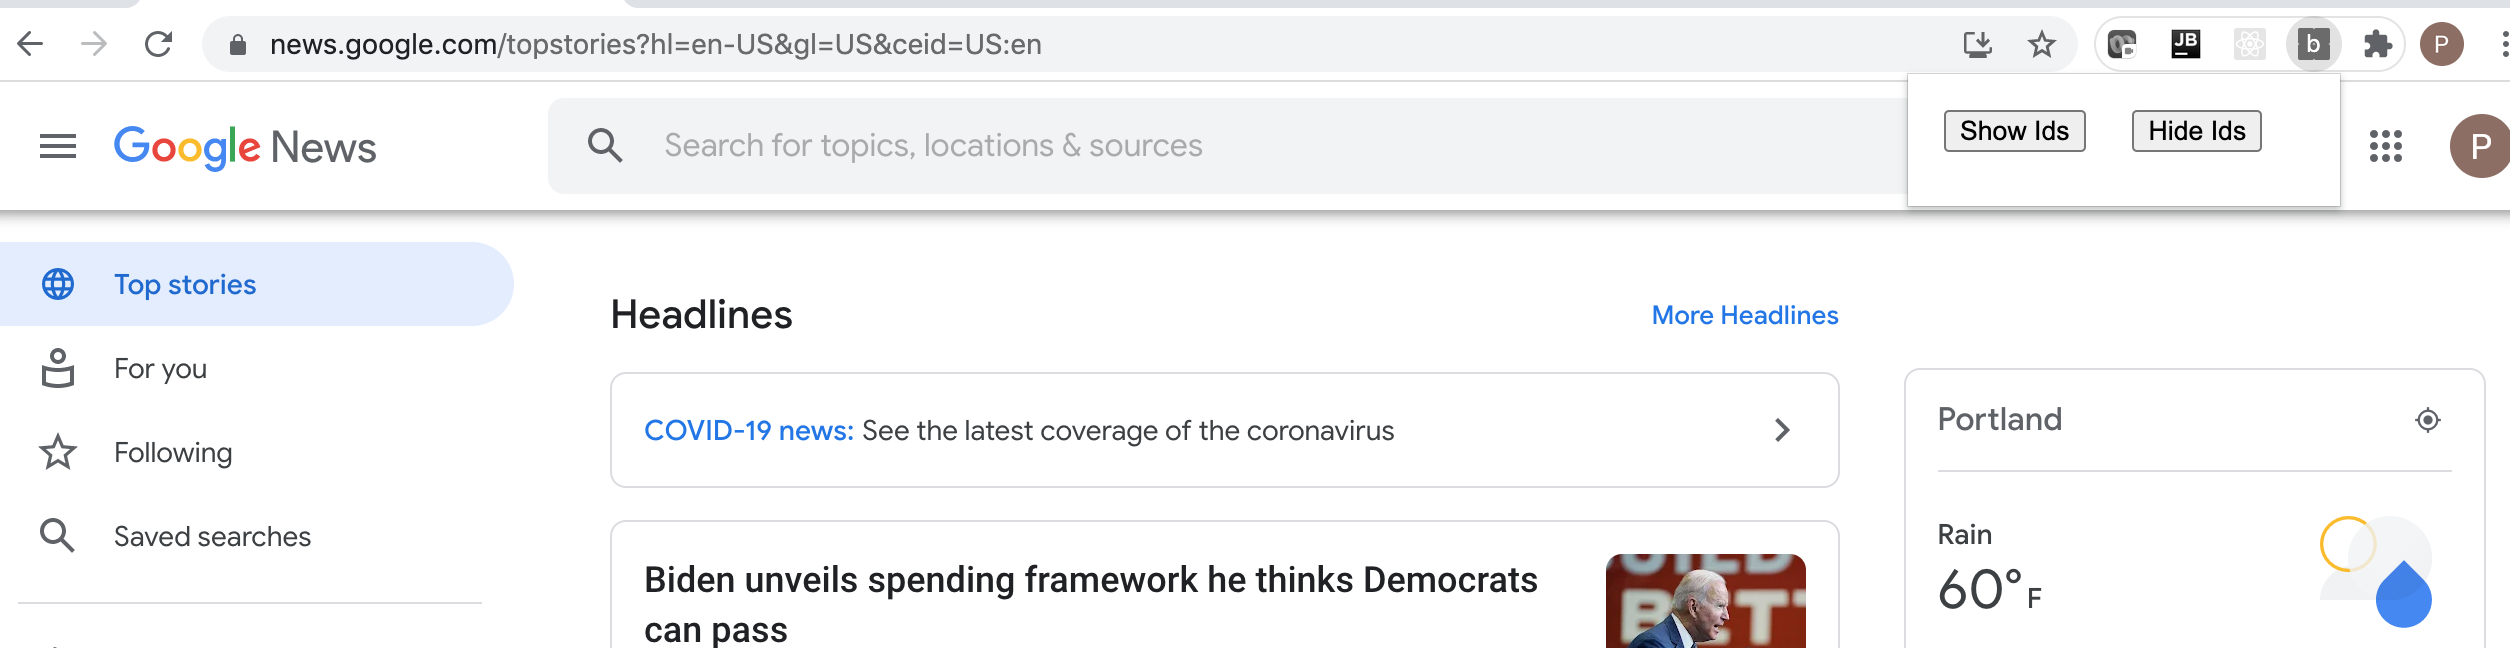 news.google.com/topstories?hl=en-US&gl=US&ceid=US:en
JB
b
P
Show Ids
Hide Ids
Google News
Search for topics, locations & sources
P
Top stories
For you
Following
Saved searches
Headlines
More Headlines
COVID-19 news: See the latest coverage of the coronavirus
Biden unveils spending framework he thinks Democrats
can pass
Portland
Rain
60° F